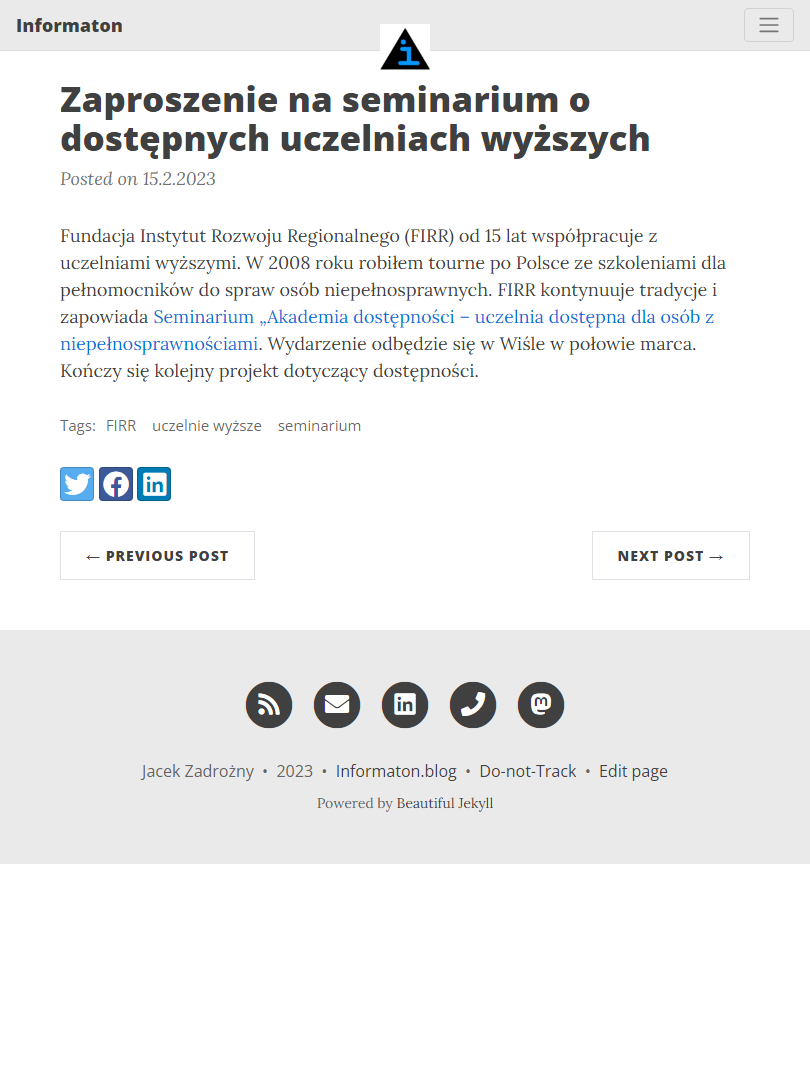 Informaton
Zaproszenie na seminarium o
dostępnych uczelniach wyższych
Posted on 15.2.2023
Fundacja Instytut Rozwoju Regionalnego (FIRR) od 15 lat współpracuje z
uczelniami wyższymi. W 2008 roku robiłem tourne po Polsce ze szkoleniami dla
pełnomocników do spraw osób niepełnosprawnych. FIRR kontynuuje tradycje i
zapowiada Seminarium „Akademia dostępności – uczelnia dostępna dla osób z
niepełnosprawnościami. Wydarzenie odbędzie się w Wiśle w połowie marca.
Kończy się kolejny projekt dotyczący dostępności.
Tags: FIRR uczelnie wyższe seminarium
← PREVIOUS POST
NEXT POST →
Jacek Zadrożny • 2023 • Informaton.blog • Do-not-Track • Edit page
Powered by Beautiful Jekyll